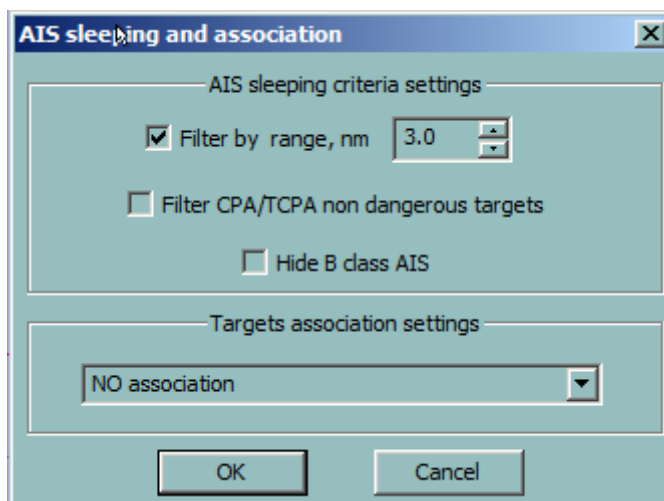 AIS sleeping and association
AIS sleeping criteria settings
Filter by range, nm 3.0
Filter CPA/TCPA non dangerous targets
Hide B class AIS
Targets association settings
NO association
OK Cancel